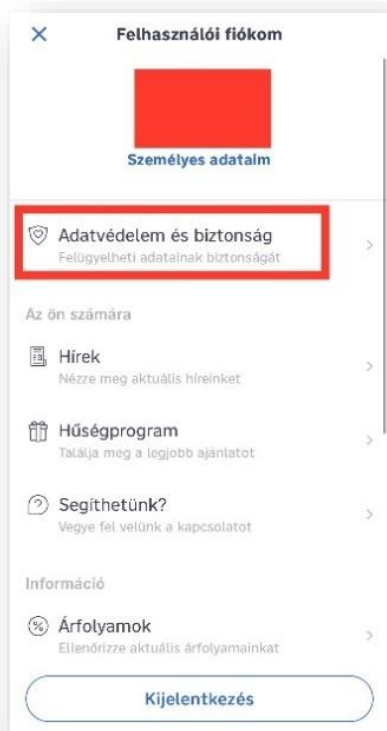 Felhasználói fiókom
Személyes adataim
Adatvédelem és biztonság
Felügyelheti adatainak biztonságát
Az ön számára
Hírek
Nézze meg aktuális híreinket
Hűségprogram
Találja meg a legjobb ajánlatot
Segíthetünk?
Vegye fel velünk a kapcsolatot
Információ
Árfolyamok
Ellenőrizze aktuális árfolyamainkat
Kijelentkezés